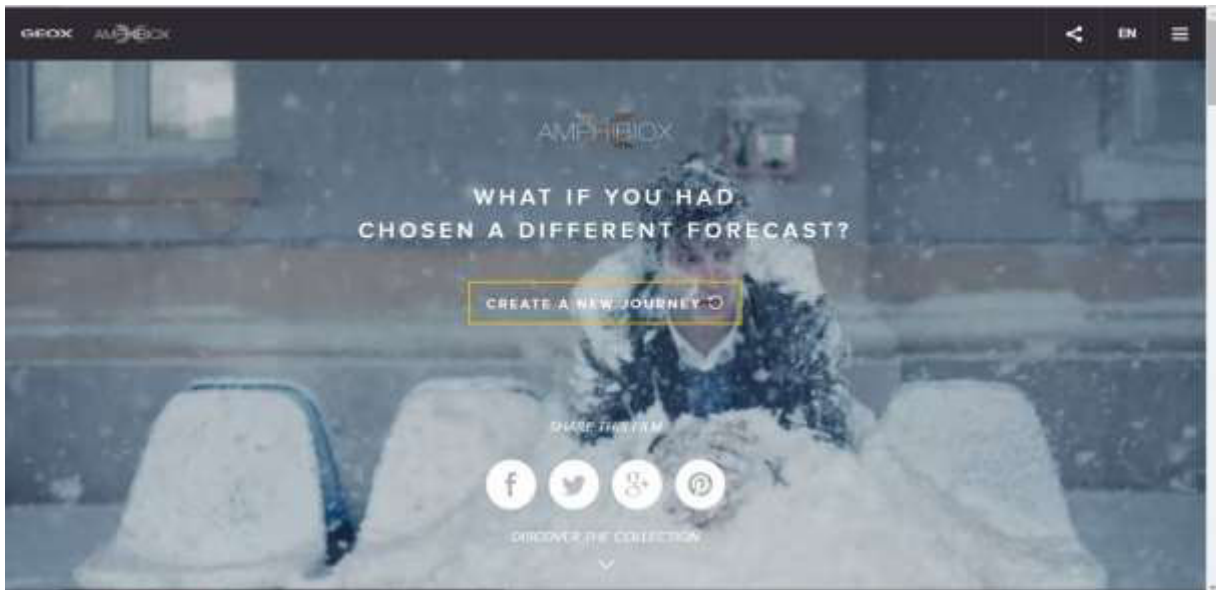 GEOX AMPHIBIOX
EN
AMPHIBIOX
WHAT IF YOU HAD
CHOSEN A DIFFERENT FORECAST?
CREATE A NEW JOURNEY
SHARE THIS FILM
f g+
DISCOVER THE COLLECTION